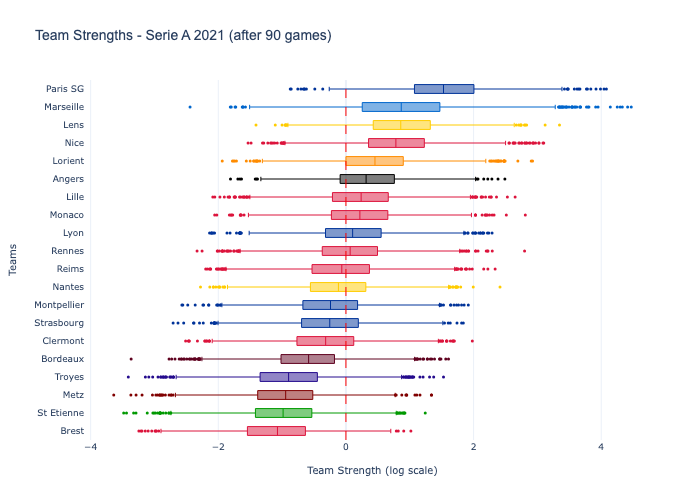 Team Strengths - Serie A 2021 (after 90 games)
Paris SG
Marseille
Lens
Nice
Lorient
Angers
Lille
Monaco
Lyon
Rennes
Reims
Nantes
Montpellier
Strasbourg
Clermont
Bordeaux
Troyes
Metz
St Etienne
Brest
Teams
−4 −2 0 2 4
Team Strength (log scale)